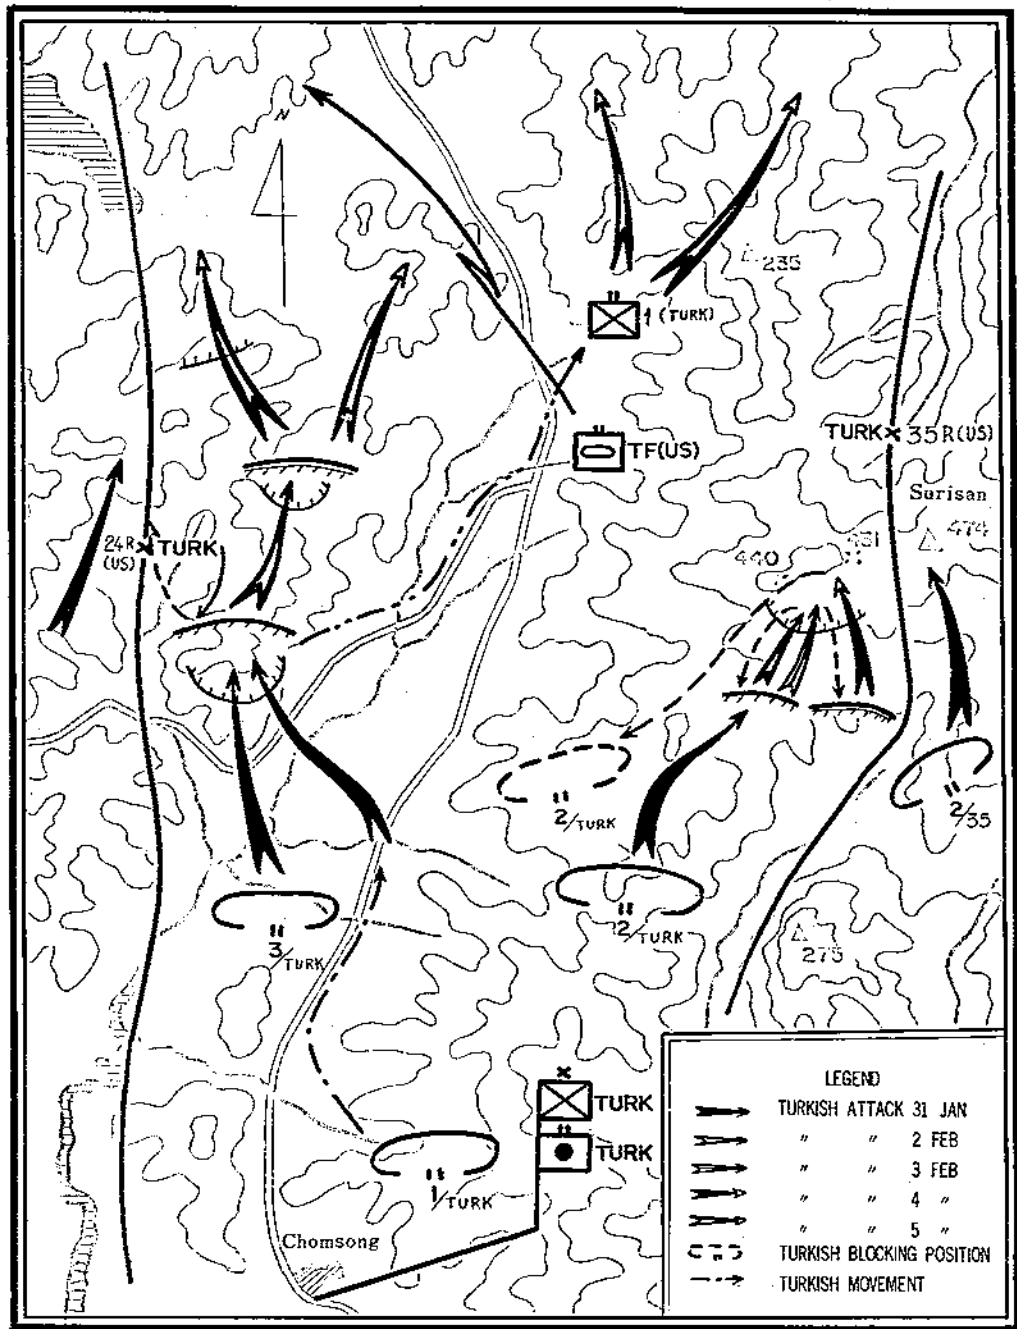 N
235
1 (TURK)
TF(US)
TURK × 35R(US)
Surisan
474
431
440
24R × TURK
(US)
2/TURK
2/35
2/TURK
3/TURK
275
× TURK
TURK
1/TURK
Chomsong
LEGEND
TURKISH ATTACK 31 JAN
" " 2 FEB
" " 3 FEB
" " 4 "
" " 5 "
TURKISH BLOCKING POSITION
TURKISH MOVEMENT